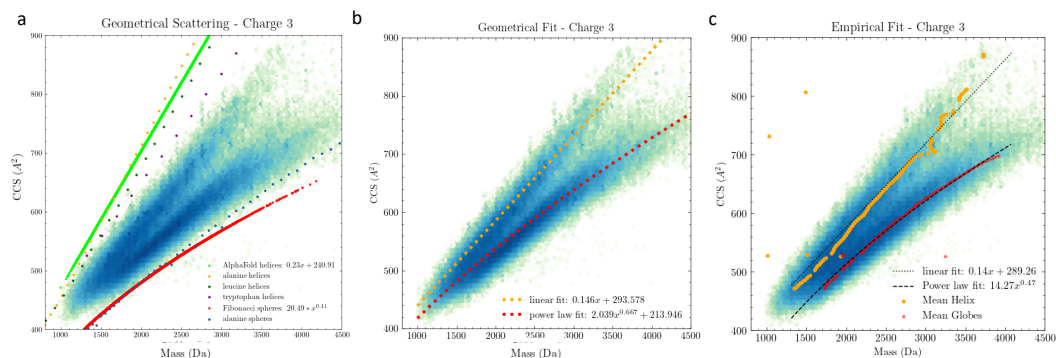 a
Geometrical Scattering - Charge 3
900
800
700
600
500
400
CCS (A²)
1000 1500 2000 2500 3000 3500 4000 4500
Mass (Da)
AlphaFold helices: 0.23x + 240.91
alanine helices
leucine helices
tryptophan helices
Fibonacci spheres: 20.49 * x^0.41
alanine spheres
b
Geometrical Fit - Charge 3
900
800
700
600
500
400
CCS (A²)
1000 1500 2000 2500 3000 3500 4000 4500
Mass (Da)
linear fit: 0.146x + 293.578
power law fit: 2.039x^0.667 + 213.946
c
Empirical Fit - Charge 3
900
800
700
600
500
400
CCS (A²)
1000 1500 2000 2500 3000 3500 4000 4500
Mass (Da)
linear fit: 0.14x + 289.26
Power law fit: 14.27x^0.47
Mean Helix
Mean Globes